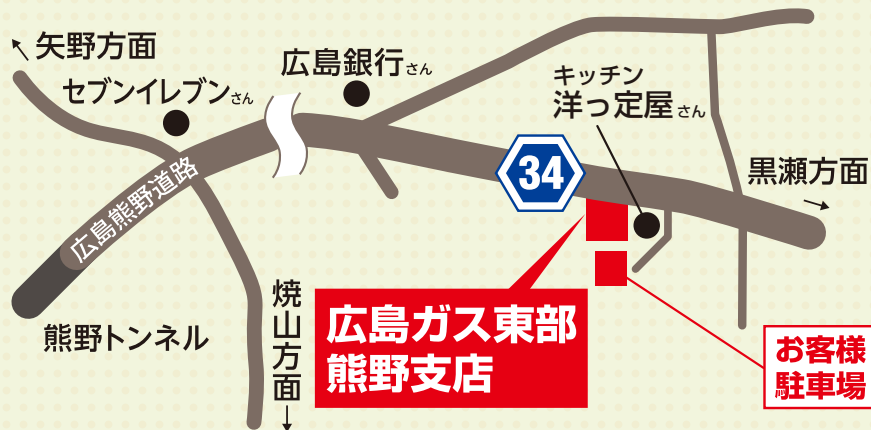 矢野方面
セブンイレブンさん
広島銀行さん
キッチン
洋っ定屋さん
34
黒瀬方面
広島熊野道路
熊野トンネル
焼山方面
広島ガス東部
熊野支店
お客様
駐車場